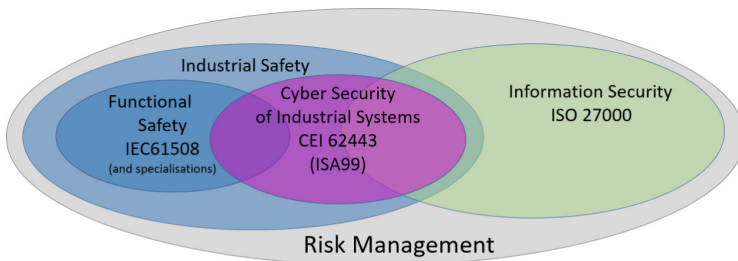 Industrial Safety
Functional
Safety
IEC61508
(and specialisations)
Cyber Security
of Industrial Systems
CEI 62443
(ISA99)
Information Security
ISO 27000
Risk Management